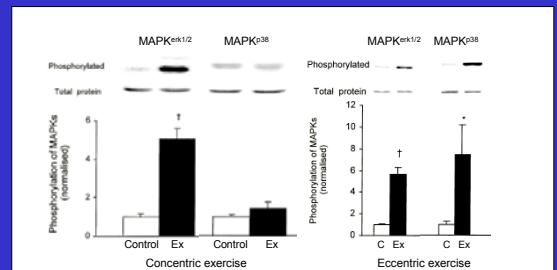 MAPKerk1/2 MAPKp38
Phosphorylated
Total protein
Phosphorylation of MAPKs
(normalised)
6
4
2
0
†
Control Ex Control Ex
Concentric exercise
MAPKerk1/2 MAPKp38
Phosphorylated
Total protein
Phosphorylation of MAPKs
(normalised)
12
10
8
6
4
2
0
†
*
C Ex C Ex
Eccentric exercise